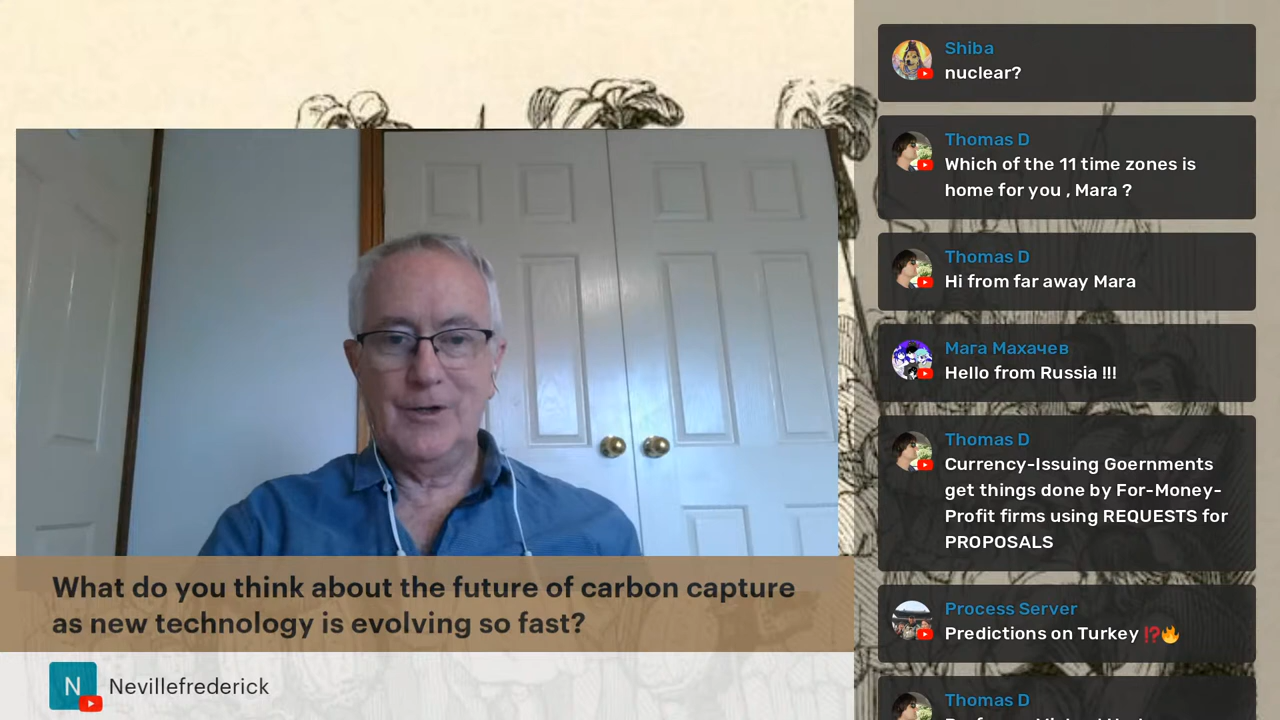 What do you think about the future of carbon capture
as new technology is evolving so fast?
N
Nevillefrederick
Shiba
nuclear?
Thomas D
Which of the 11 time zones is
home for you , Mara ?
Thomas D
Hi from far away Mara
Мага Махачев
Hello from Russia !!!
Thomas D
Currency-Issuing Goernments
get things done by For-Money-
Profit firms using REQUESTS for
PROPOSALS
Process Server
Predictions on Turkey ⁉️🔥
Thomas D